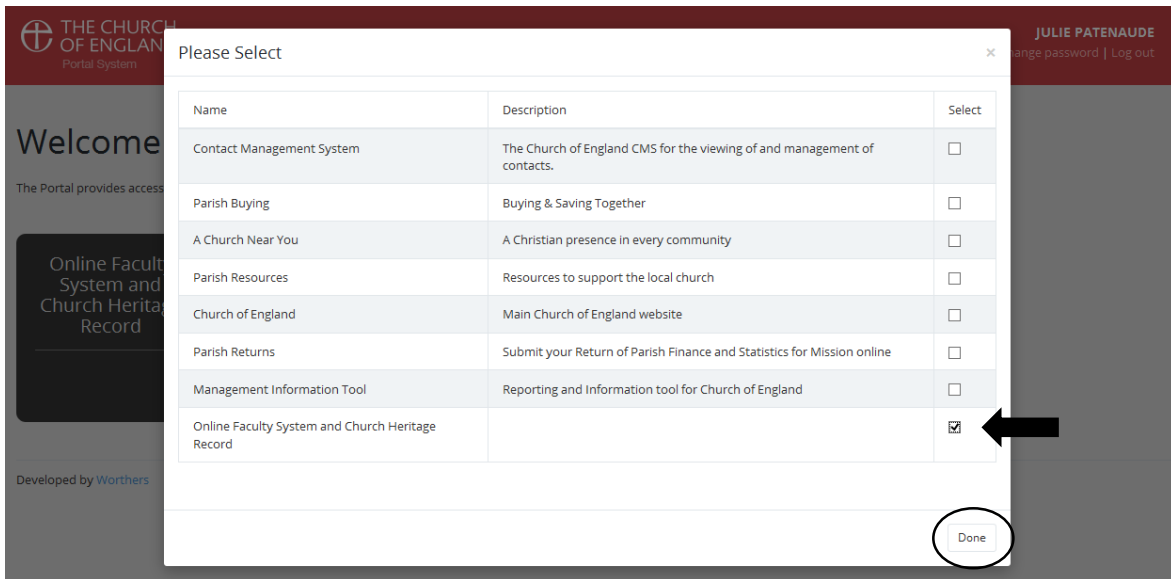 THE CHURCH
OF ENGLAN
Portal System
JULIE PATENAUDE
hange password | Log out
Please Select
×
Name Description Select
Contact Management System The Church of England CMS for the viewing of and management of
contacts.
Parish Buying Buying & Saving Together
A Church Near You A Christian presence in every community
Parish Resources Resources to support the local church
Church of England Main Church of England website
Parish Returns Submit your Return of Parish Finance and Statistics for Mission online
Management Information Tool Reporting and Information tool for Church of England
Online Faculty System and Church Heritage
Record
Done
Welcome
The Portal provides access
Online Facult
System and
Church Heritag
Record
Developed by Worthers